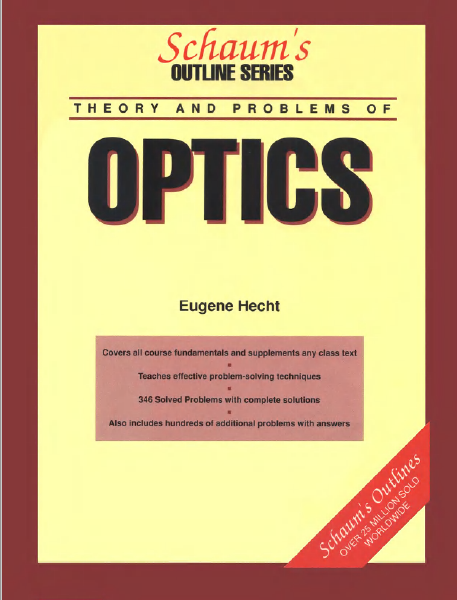 Schaum's
OUTLINE SERIES
THEORY AND PROBLEMS OF
OPTICS
Eugene Hecht
Covers all course fundamentals and supplements any class text
Teaches effective problem-solving techniques
346 Solved Problems with complete solutions
Also includes hundreds of additional problems with answers
Schaum's Outlines
OVER 25 MILLION SOLD
WORLDWIDE